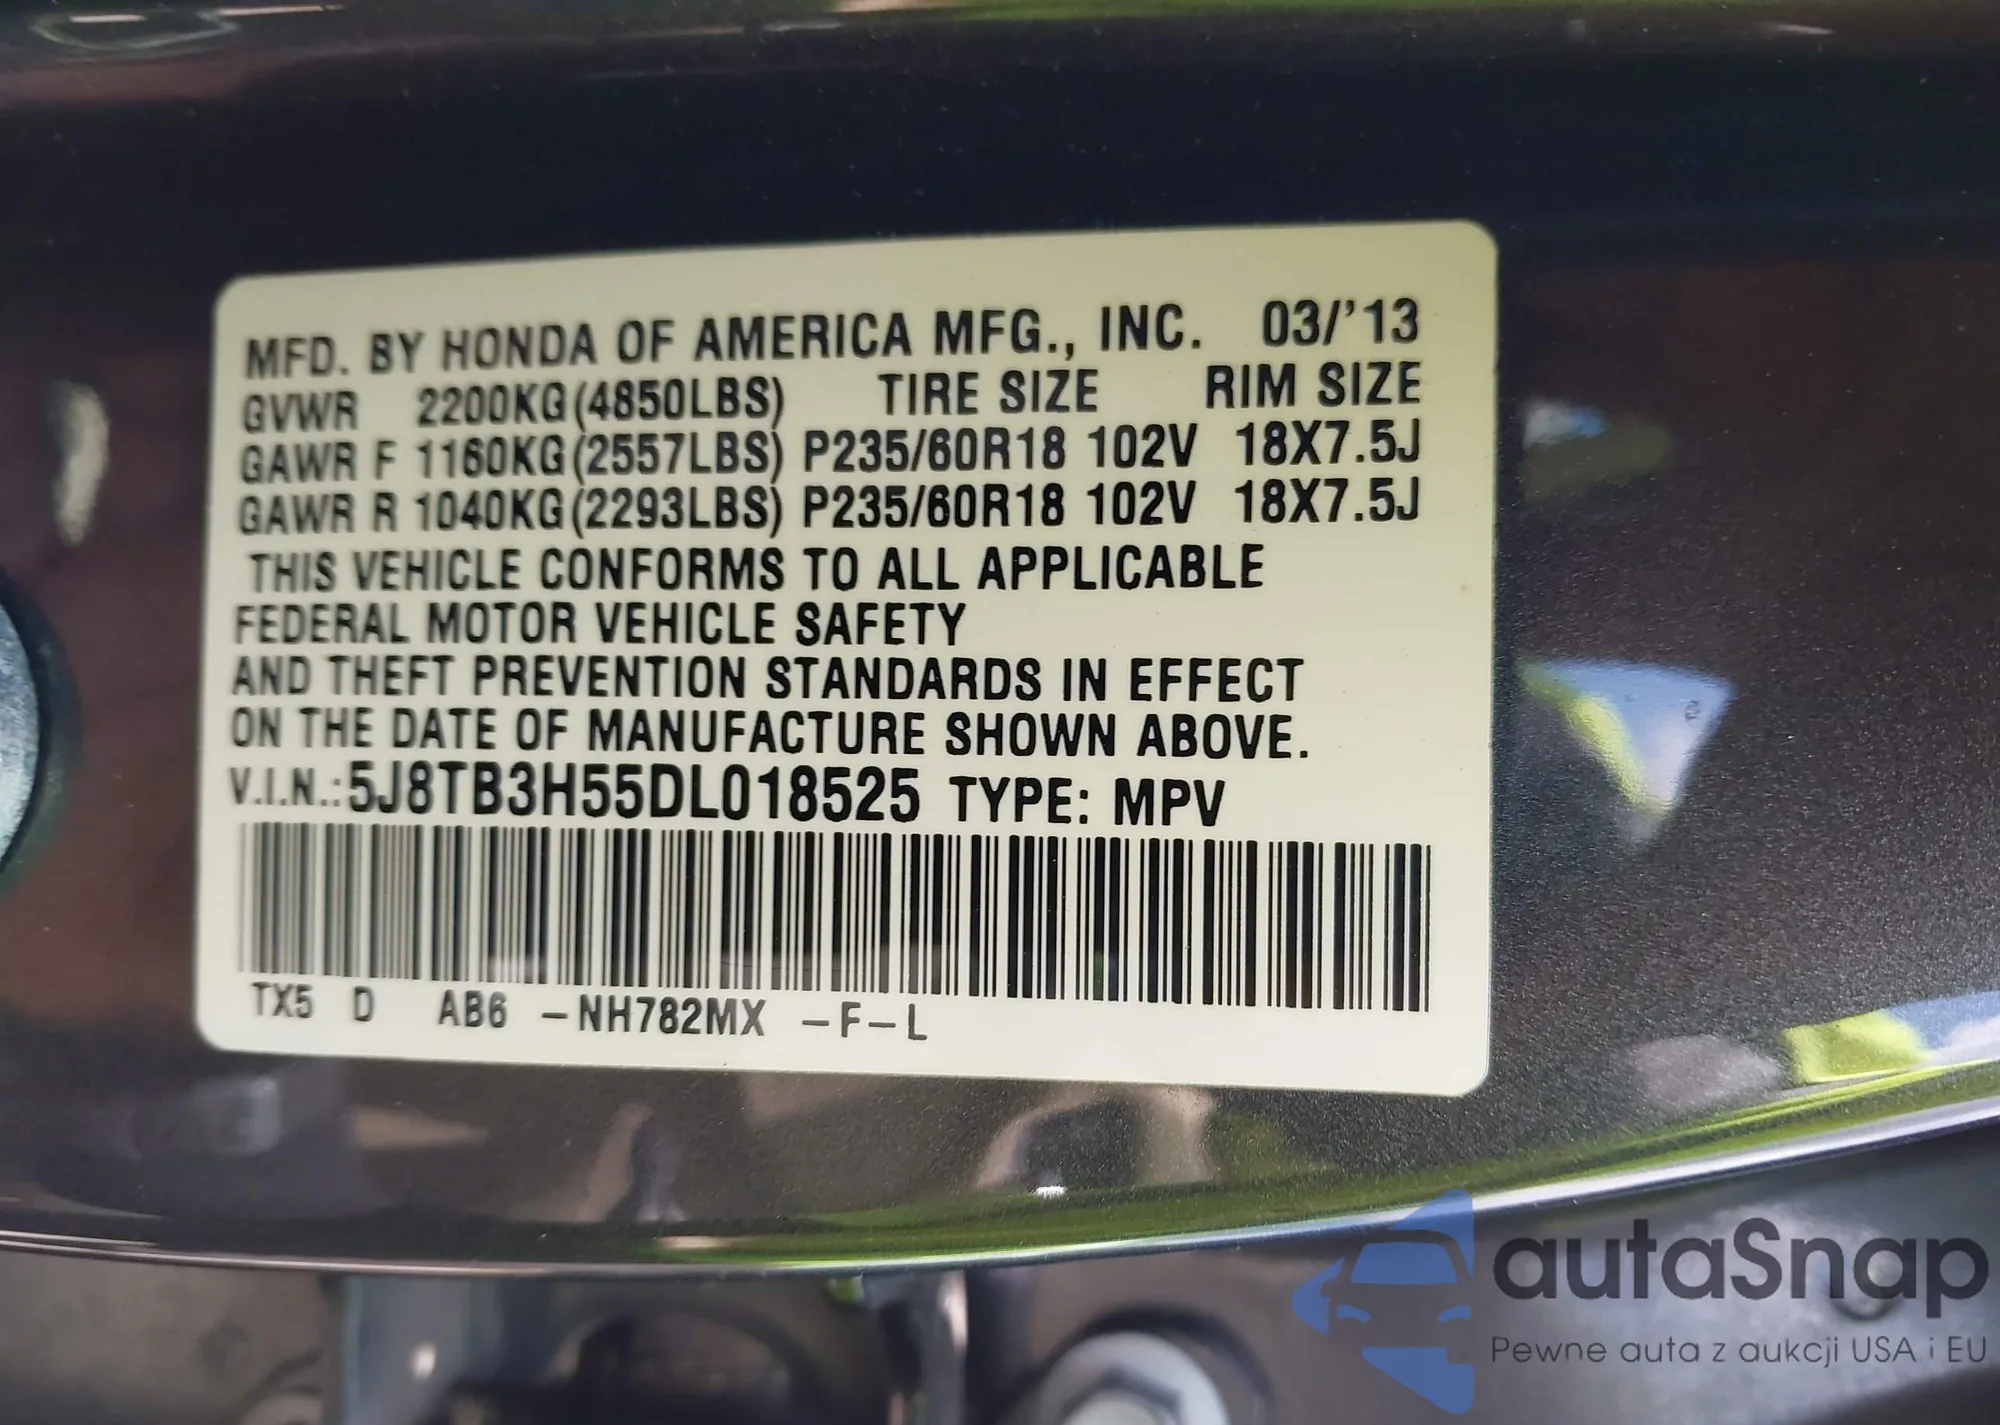 MFD. BY HONDA OF AMERICA MFG., INC. 03/'13
GVWR 2200KG(4850LBS) TIRE SIZE RIM SIZE
GAWR F 1160KG(2557LBS) P235/60R18 102V 18X7.5J
GAWR R 1040KG(2293LBS) P235/60R18 102V 18X7.5J
THIS VEHICLE CONFORMS TO ALL APPLICABLE
FEDERAL MOTOR VEHICLE SAFETY
AND THEFT PREVENTION STANDARDS IN EFFECT
ON THE DATE OF MANUFACTURE SHOWN ABOVE.
V.I.N.:5J8TB3H55DL018525 TYPE: MPV
TX5 D AB6 -NH782MX -F-L
autaSnap
Pewne auta z aukcji USA i EU